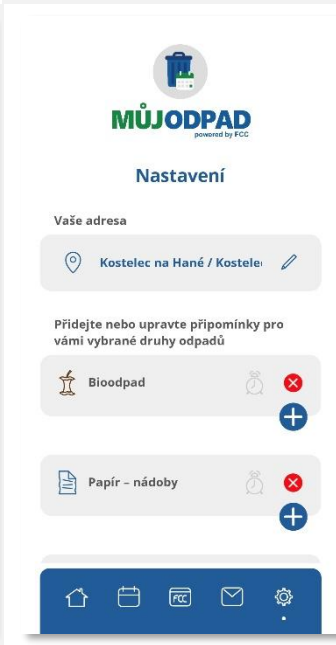 MŮJODPAD
powered by FCC
Nastavení
Vaše adresa
Kostelec na Hané / Kostele
Přidejte nebo upravte připomínky pro
vámi vybrané druhy odpadů
Bioodpad
Papír – nádoby
FCC